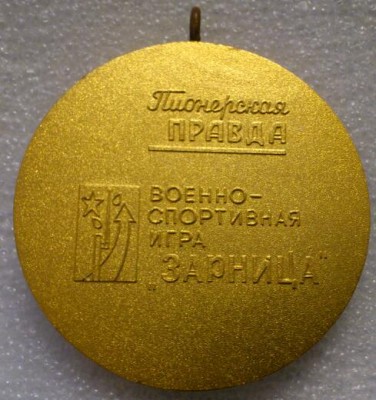 Пионерская
ПРАВДА
ВОЕННО-
СПОРТИВНАЯ
ИГРА
„ЗАРНИЦА"